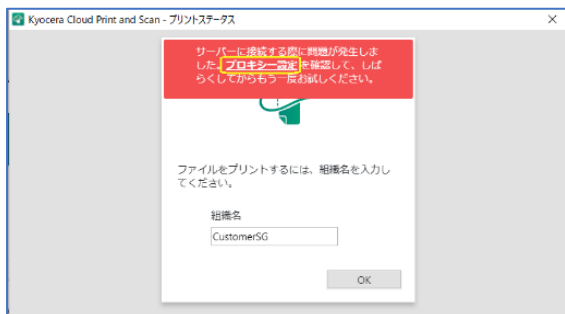 Kyocera Cloud Print and Scan - プリントステータス
サーバーに接続する際に問題が発生しま
した。プロキシー設定を確認して、しば
らくしてからもう一度お試しください。
ファイルをプリントするには、組織名を入力し
てください。
組織名
CustomerSG
OK